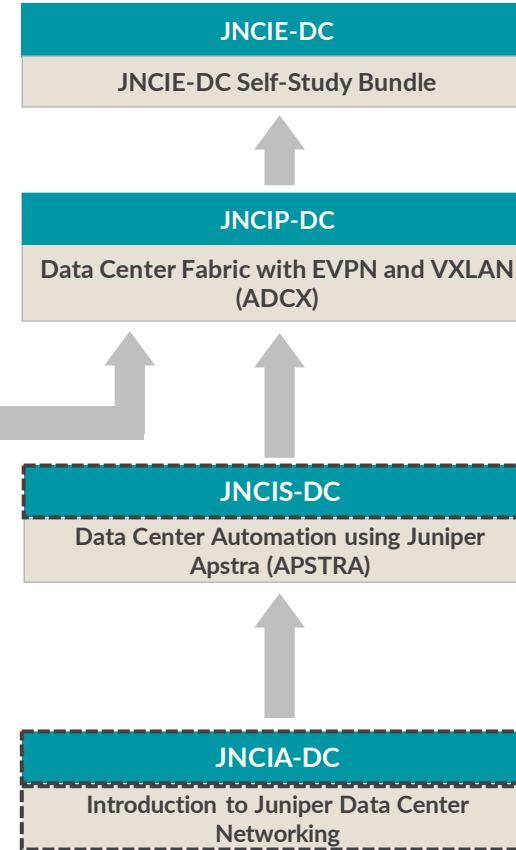 JNCIE-DC
JNCIE-DC Self-Study Bundle
JNCIP-DC
Data Center Fabric with EVPN and VXLAN
(ADCX)
JNCIS-DC
Data Center Automation using Juniper
Apstra (APSTRA)
JNCIA-DC
Introduction to Juniper Data Center
Networking